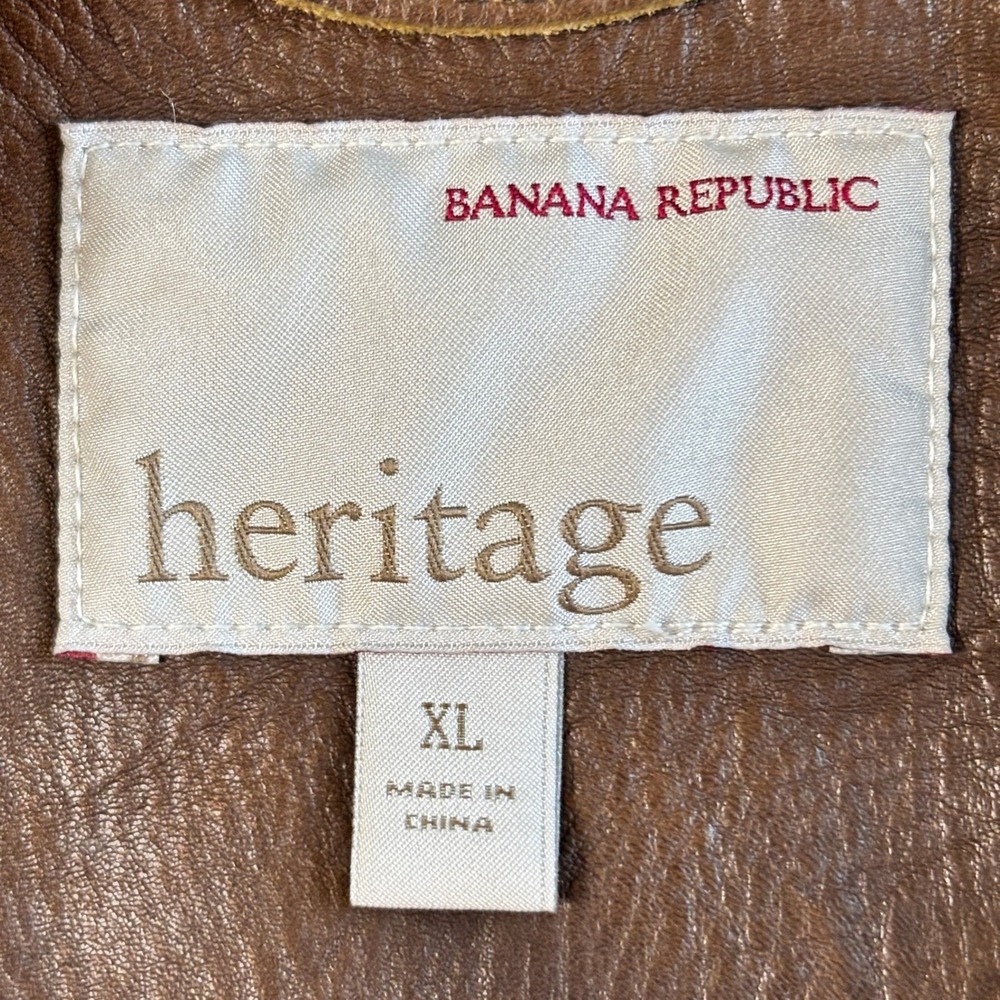 BANANA REPUBLIC
heritage
XL
MADE IN
CHINA